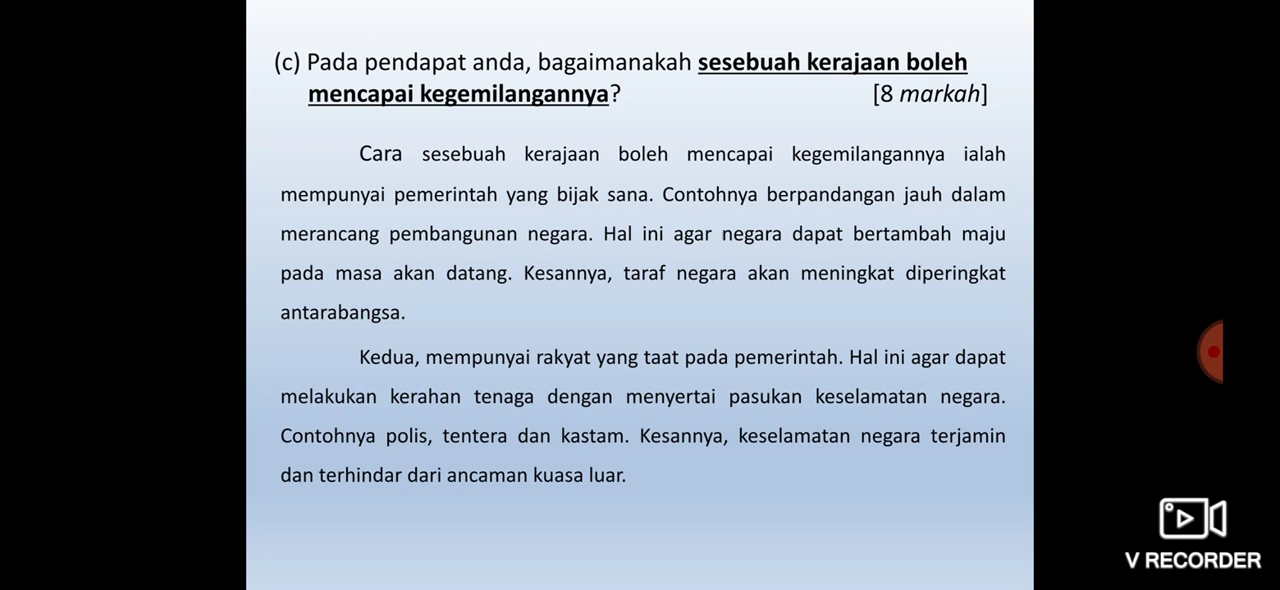 (c) Pada pendapat anda, bagaimanakah sesebuah kerajaan boleh
mencapai kegemilangannya? [8 markah]
Cara sesebuah kerajaan boleh mencapai kegemilangannya ialah
mempunyai pemerintah yang bijak sana. Contohnya berpandangan jauh dalam
merancang pembangunan negara. Hal ini agar negara dapat bertambah maju
pada masa akan datang. Kesannya, taraf negara akan meningkat diperingkat
antarabangsa.
Kedua, mempunyai rakyat yang taat pada pemerintah. Hal ini agar dapat
melakukan kerahan tenaga dengan menyertai pasukan keselamatan negara.
Contohnya polis, tentera dan kastam. Kesannya, keselamatan negara terjamin
dan terhindar dari ancaman kuasa luar.
V RECORDER